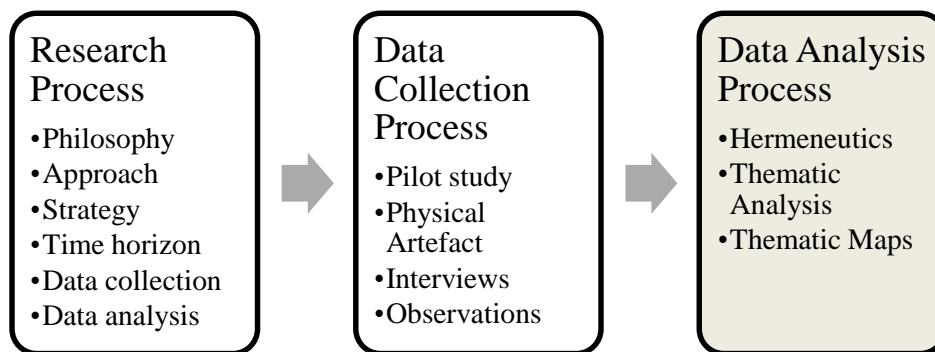 Research
Process
•Philosophy
•Approach
•Strategy
•Time horizon
•Data collection
•Data analysis
Data
Collection
Process
•Pilot study
•Physical
Artefact
•Interviews
•Observations
Data Analysis
Process
•Hermeneutics
•Thematic
Analysis
•Thematic Maps